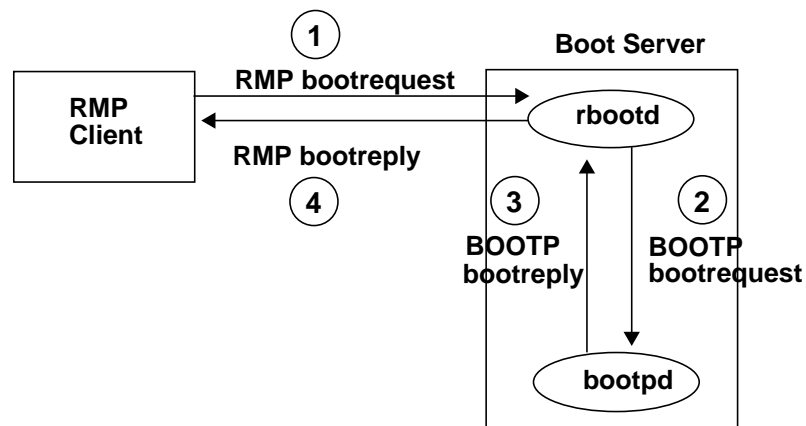 1
Boot Server
RMP bootrequest
RMP
Client
rbootd
RMP bootreply
4
3
2
BOOTP
bootreply
BOOTP
bootrequest
bootpd